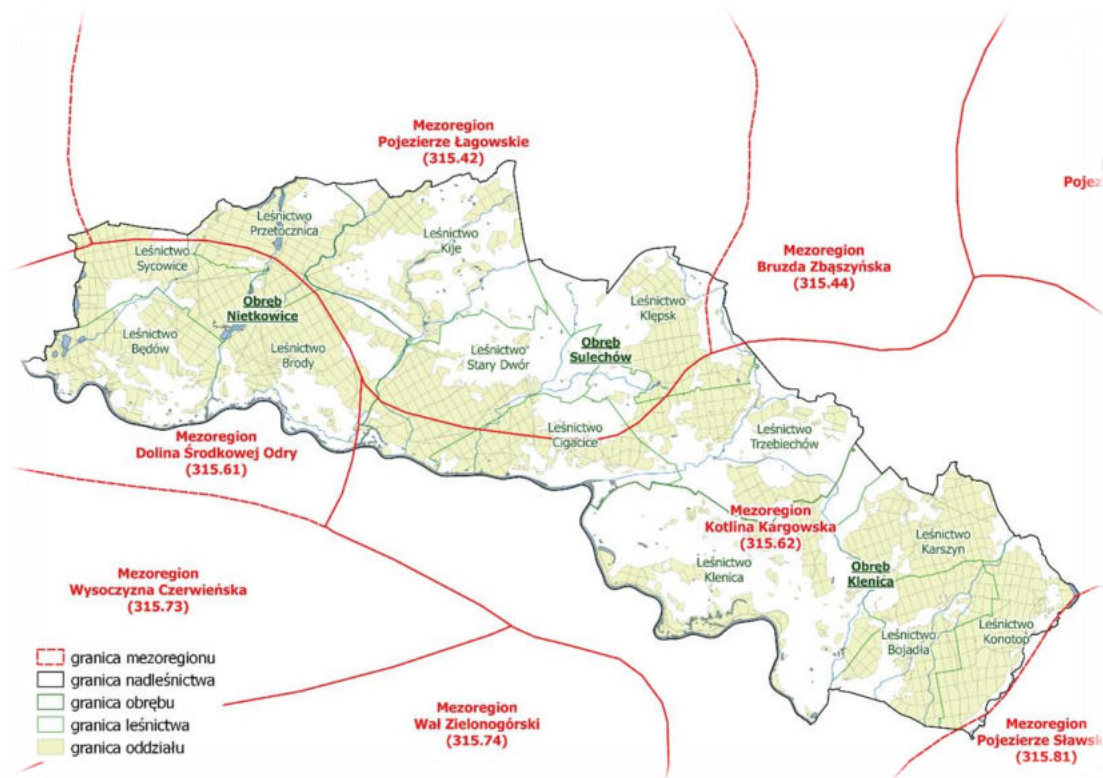 Mezoregion
Pojezierze Łagowskie
(315.42)
Pojez
Leśnictwo
Przetocznica
Leśnictwo
Kije
Leśnictwo
Sycowice
Mezoregion
Bruzda Zbąszyńska
(315.44)
Obręb
Nietkowice
Leśnictwo
Klępsk
Leśnictwo
Będów
Leśnictwo
Brody
Leśnictwo
Stary Dwór
Obręb
Sulechów
Leśnictwo
Cigacice
Leśnictwo
Trzebiechów
Mezoregion
Dolina Środkowej Odry
(315.61)
Mezoregion
Kotlina Kargowska
(315.62)
Leśnictwo
Karszyn
Leśnictwo
Klenica
Obręb
Klenica
Mezoregion
Wysoczyzna Czerwieńska
(315.73)
Leśnictwo
Bojadła
Leśnictwo
Konotop
granica mezoregionu
granica nadleśnictwa
granica obrębu
granica leśnictwa
granica oddziału
Mezoregion
Wał Zielonogórski
(315.74)
Mezoregion
Pojezierze Sławsk
(315.81)